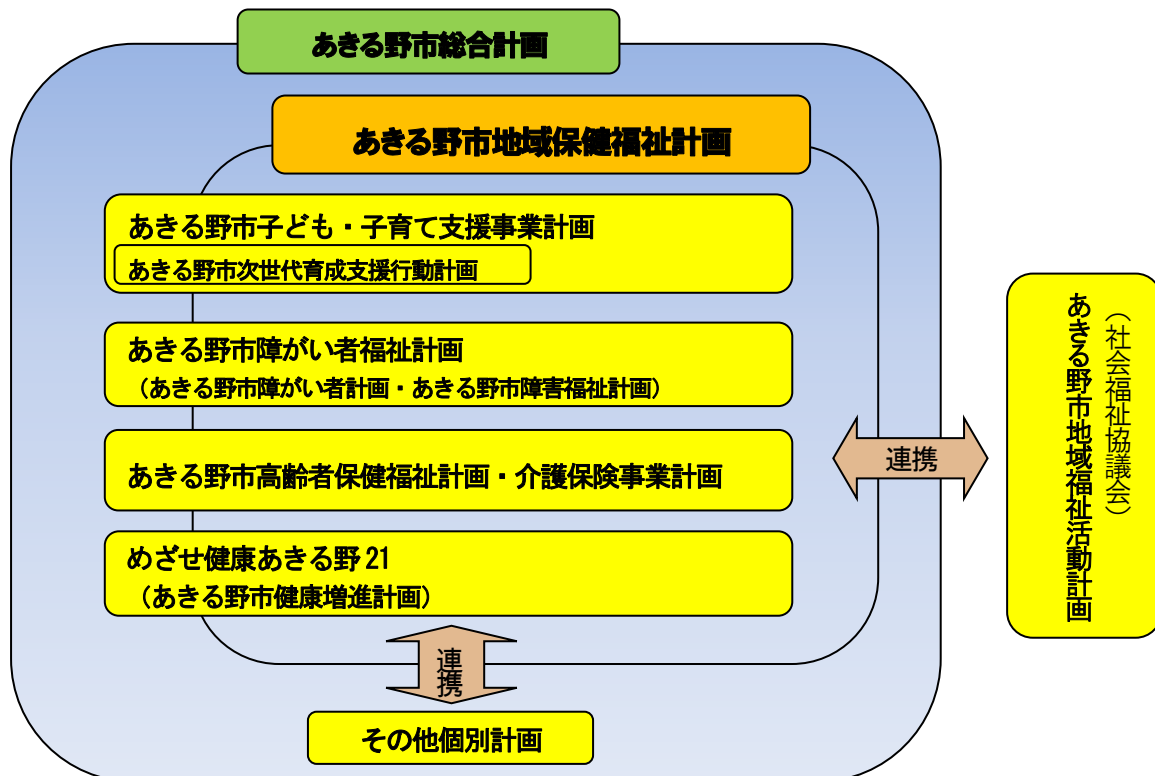 あきる野市総合計画
あきる野市地域保健福祉計画
あきる野市子ども・子育て支援事業計画
あきる野市次世代育成支援行動計画
あきる野市障がい者福祉計画
（あきる野市障がい者計画・あきる野市障害福祉計画）
あきる野市高齢者保健福祉計画・介護保険事業計画
めざせ健康あきる野21
（あきる野市健康増進計画）
連携
その他個別計画
連携
（社会福祉協議会）
あきる野市地域福祉活動計画